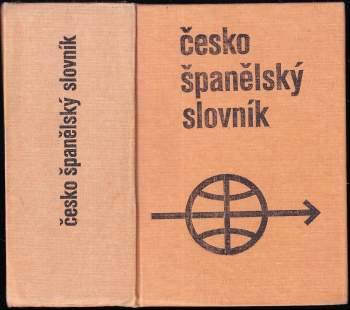 česko španělský slovník
česko
španělský
slovník